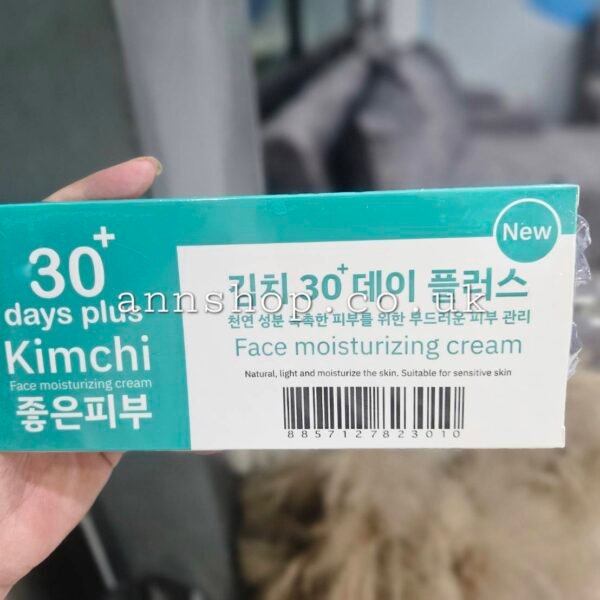 30+
days plus
Kimchi
Face moisturizing cream
좋은피부
New
김치 30+ 데이 플러스
annshop.co.uk
천연 성분 촉촉한 피부를 위한 부드러운 피부 관리
Face moisturizing cream
Natural, light and moisturize the skin. Suitable for sensitive skin
8857127823010